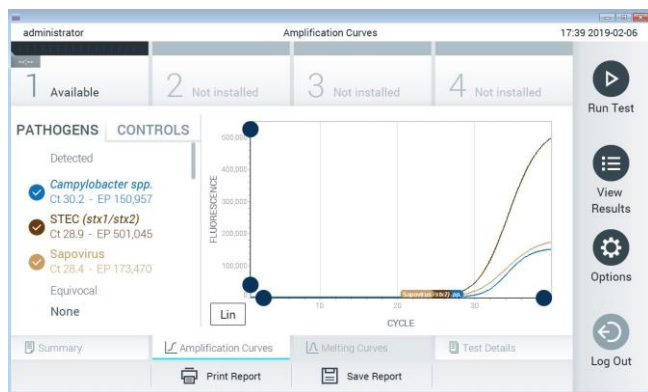 administrator
Amplification Curves
17:39 2019-02-06
--:--
1 Available
2 Not installed
3 Not installed
4 Not installed
Run Test
View
Results
Options
Log Out
PATHOGENS CONTROLS
Detected
Campylobacter spp.
Ct 30.2 - EP 150,957
STEC (stx1/stx2)
Ct 28.9 - EP 501,045
Sapovirus
Ct 28.4 - EP 173,470
Equivocal
None
FLUORESCENCE
500,000
400,000
300,000
200,000
100,000
0
Sapovirus /stx2) pp.
10 20 30
CYCLE
Lin
Summary
Amplification Curves
Melting Curves
Test Details
Print Report
Save Report